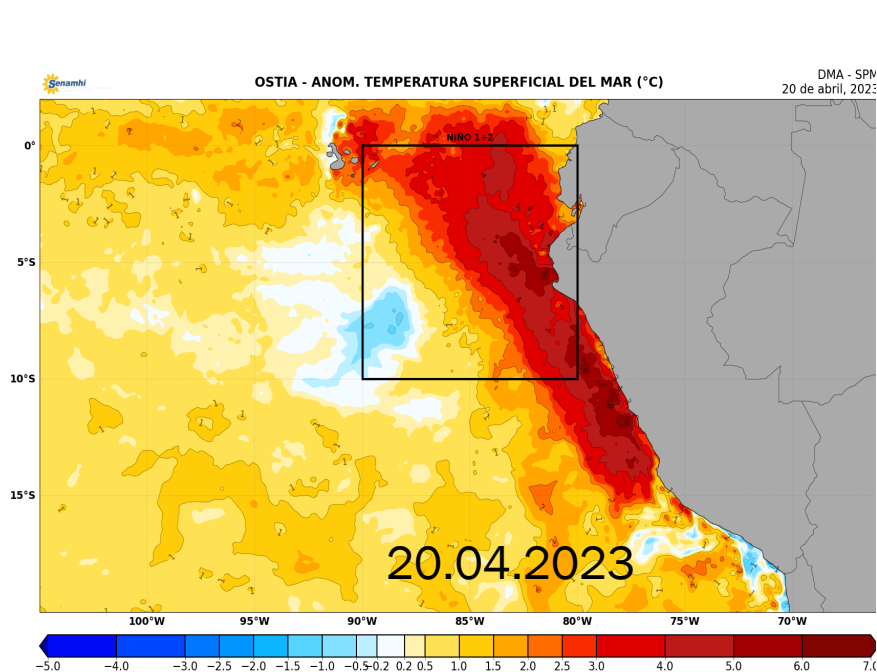 Senamhi
OSTIA - ANOM. TEMPERATURA SUPERFICIAL DEL MAR (°C)
DMA - SPM
20 de abril, 2023
NIÑO 1+2
0°
5°S
10°S
15°S
20.04.2023
100°W 95°W 90°W 85°W 80°W 75°W 70°W
−5.0 −4.0 −3.0 −2.5 −2.0 −1.5 −1.0 −0.5 −0.2 0.2 0.5 1.0 1.5 2.0 2.5 3.0 4.0 5.0 6.0 7.0